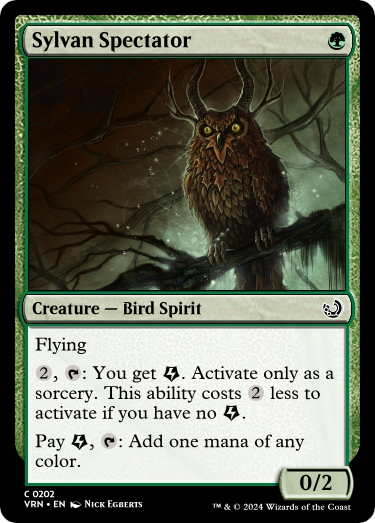 Sylvan Spectator
Creature — Bird Spirit
Flying
2, : You get . Activate only as a
sorcery. This ability costs 2 less to
activate if you have no .
Pay , : Add one mana of any
color.
0/2
C 0202
VRN • EN Nick Egberts
™ & © 2024 Wizards of the Coast